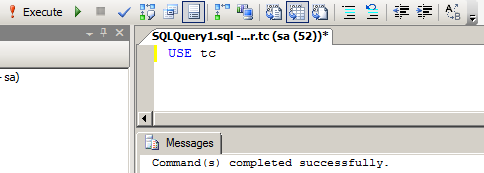 Execute
SQLQuery1.sql -...r.tc (sa (52))*
- sa)
USE tc
Messages
Command(s) completed successfully.